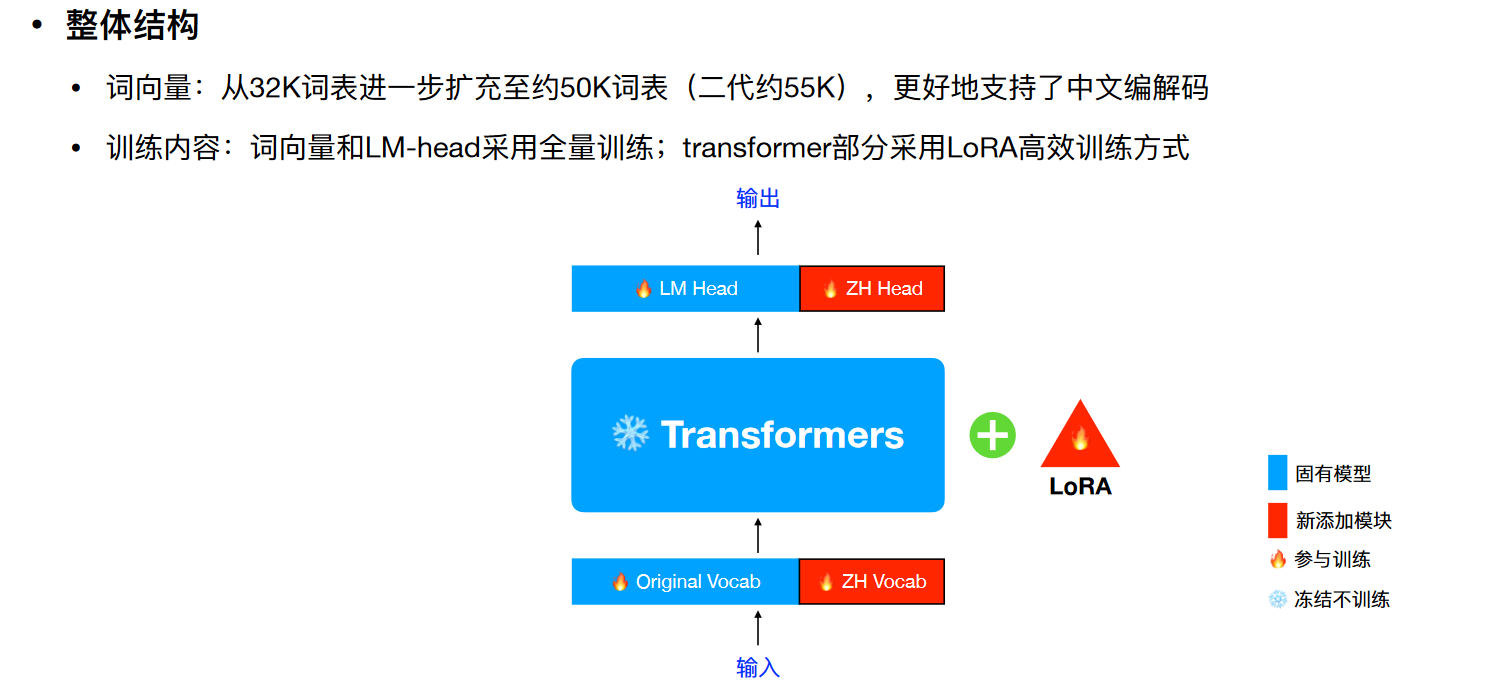 • 整体结构
• 词向量：从32K词表进一步扩充至约50K词表（二代约55K），更好地支持了中文编解码
• 训练内容：词向量和LM-head采用全量训练；transformer部分采用LoRA高效训练方式
输出
LM Head
ZH Head
Transformers
LoRA
Original Vocab
ZH Vocab
输入
固有模型
新添加模块
参与训练
冻结不训练